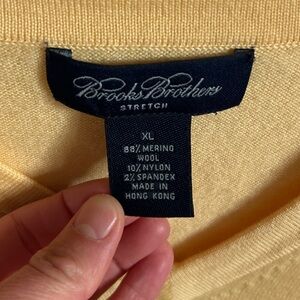 Brooks Brothers
STRETCH
XL
88% MERINO
WOOL
10% NYLON
2% SPANDEX
MADE IN
HONG KONG